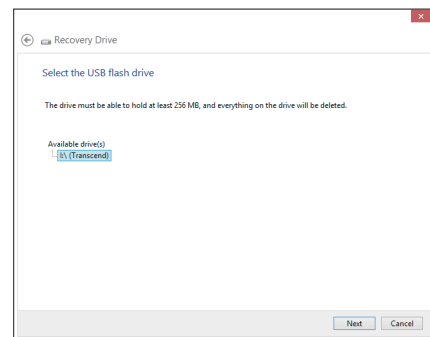 Recovery Drive
Select the USB flash drive
The drive must be able to hold at least 256 MB, and everything on the drive will be deleted.
Available drive(s)
I:\ (Transcend)
Next Cancel